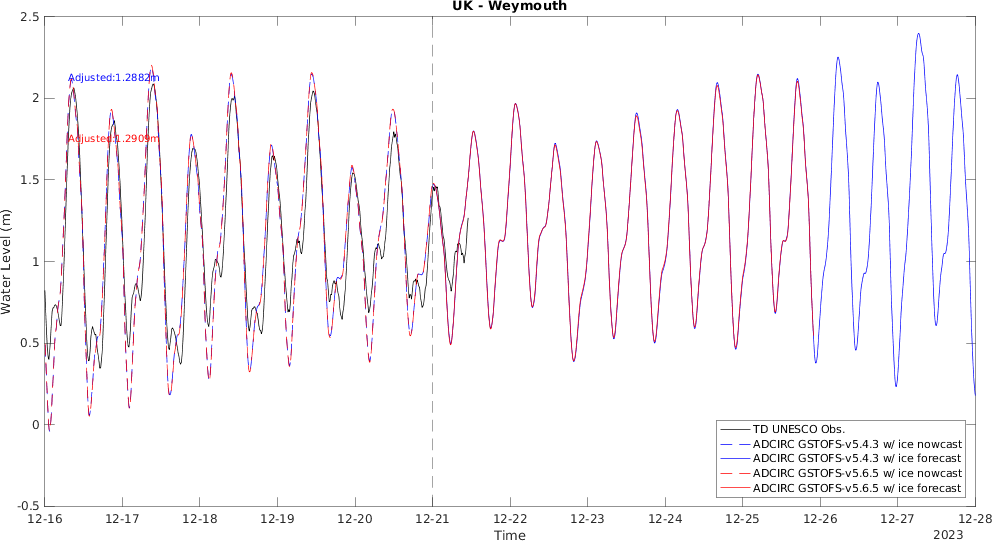 UK - Weymouth
2.5
2
1.5
1
0.5
0
-0.5
Water Level (m)
Adjusted:1.2882m
Adjusted:1.2909m
TD UNESCO Obs.
ADCIRC GSTOFS-v5.4.3 w/ ice nowcast
ADCIRC GSTOFS-v5.4.3 w/ ice forecast
ADCIRC GSTOFS-v5.6.5 w/ ice nowcast
ADCIRC GSTOFS-v5.6.5 w/ ice forecast
12-16 12-17 12-18 12-19 12-20 12-21 12-22 12-23 12-24 12-25 12-26 12-27 12-28
Time
2023